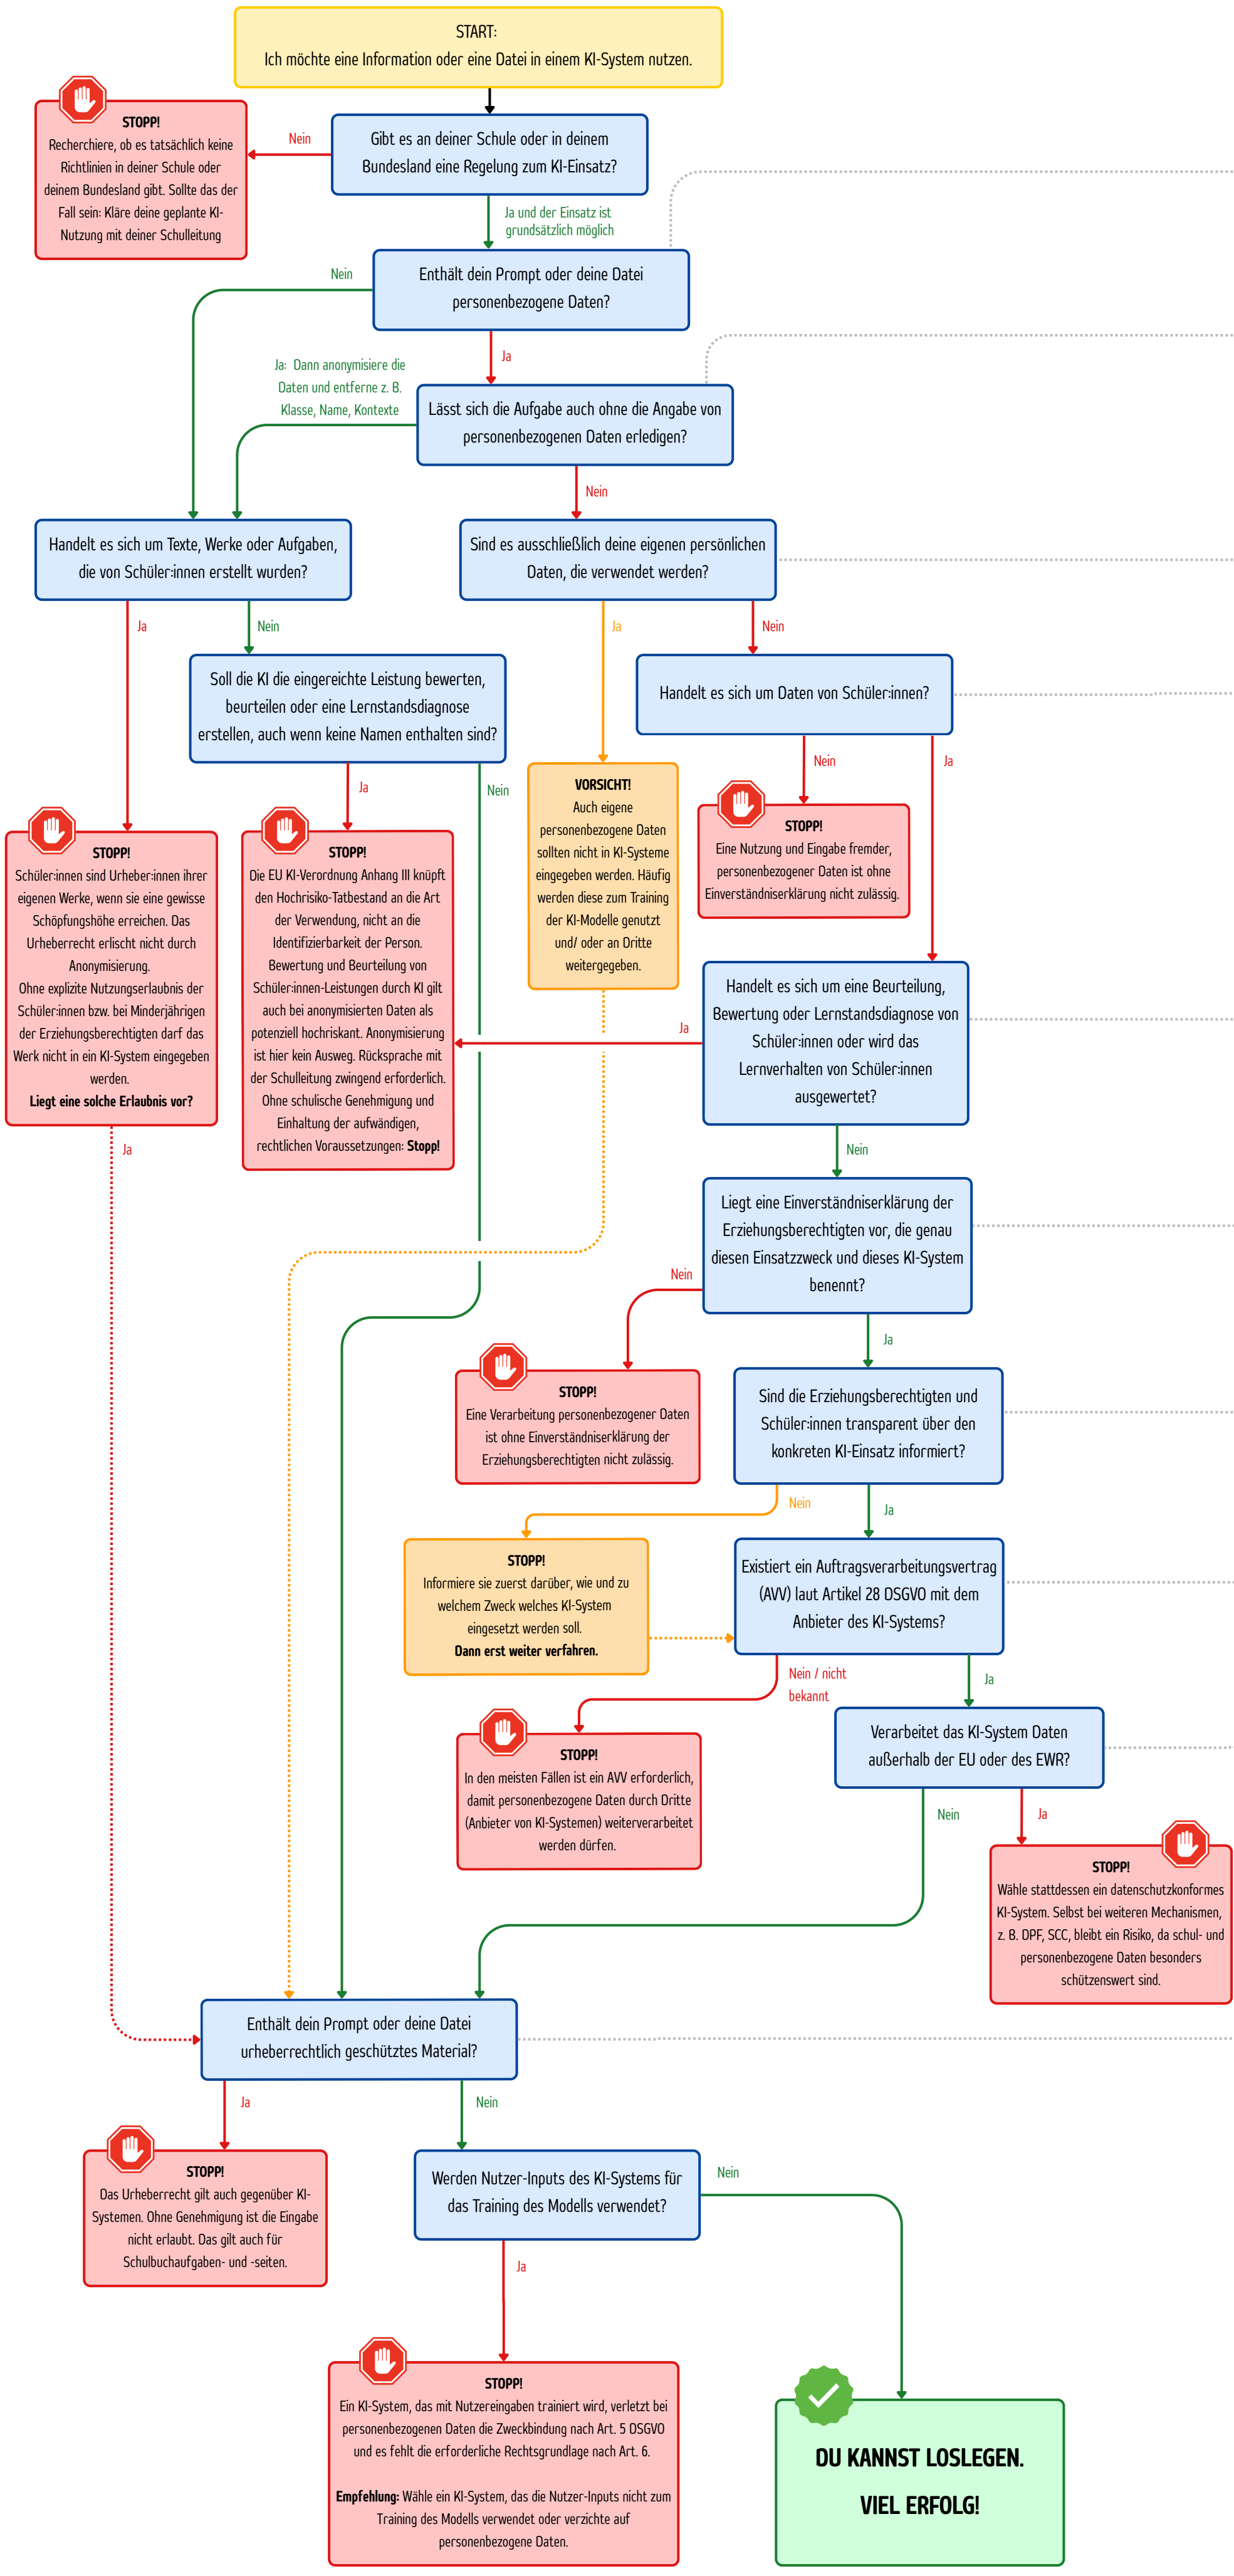 START:
Ich möchte eine Information oder eine Datei in einem KI-System nutzen.
STOPP!
Recherchiere, ob es tatsächlich keine
Richtlinien in deiner Schule oder
deinem Bundesland gibt. Sollte das der
Fall sein: Kläre deine geplante KI-
Nutzung mit deiner Schulleitung
Nein
Gibt es an deiner Schule oder in deinem
Bundesland eine Regelung zum KI-Einsatz?
Ja und der Einsatz ist
grundsätzlich möglich
Nein
Enthält dein Prompt oder deine Datei
personenbezogene Daten?
Ja
Ja: Dann anonymisiere die
Daten und entferne z. B.
Klasse, Name, Kontexte
Lässt sich die Aufgabe auch ohne die Angabe von
personenbezogenen Daten erledigen?
Nein
Handelt es sich um Texte, Werke oder Aufgaben,
die von Schüler:innen erstellt wurden?
Sind es ausschließlich deine eigenen persönlichen
Daten, die verwendet werden?
Ja
Nein
Ja
Nein
Soll die KI die eingereichte Leistung bewerten,
beurteilen oder eine Lernstandsdiagnose
erstellen, auch wenn keine Namen enthalten sind?
Handelt es sich um Daten von Schüler:innen?
Ja
Nein
Nein
Ja
VORSICHT!
Auch eigene
personenbezogene Daten
sollten nicht in KI-Systeme
eingegeben werden. Häufig
werden diese zum Training
der KI-Modelle genutzt
und/ oder an Dritte
weitergegeben.
STOPP!
Eine Nutzung und Eingabe fremder,
personenbezogener Daten ist ohne
Einverständniserklärung nicht zulässig.
STOPP!
Schüler:innen sind Urheber:innen ihrer
eigenen Werke, wenn sie eine gewisse
Schöpfungshöhe erreichen. Das
Urheberrecht erlischt nicht durch
Anonymisierung.
Ohne explizite Nutzungserlaubnis der
Schüler:innen bzw. bei Minderjährigen
der Erziehungsberechtigten darf das
Werk nicht in ein KI-System eingegeben
werden.
Liegt eine solche Erlaubnis vor?
STOPP!
Die EU KI-Verordnung Anhang III knüpft
den Hochrisiko-Tatbestand an die Art
der Verwendung, nicht an die
Identifizierbarkeit der Person.
Bewertung und Beurteilung von
Schüler:innen-Leistungen durch KI gilt
auch bei anonymisierten Daten als
potenziell hochriskant. Anonymisierung
ist hier kein Ausweg. Rücksprache mit
der Schulleitung zwingend erforderlich.
Ohne schulische Genehmigung und
Einhaltung der aufwändigen,
rechtlichen Voraussetzungen: Stopp!
Ja
Handelt es sich um eine Beurteilung,
Bewertung oder Lernstandsdiagnose von
Schüler:innen oder wird das
Lernverhalten von Schüler:innen
ausgewertet?
Ja
Nein
Liegt eine Einverständniserklärung der
Erziehungsberechtigten vor, die genau
diesen Einsatzzweck und dieses KI-System
benennt?
Nein
Ja
STOPP!
Eine Verarbeitung personenbezogener Daten
ist ohne Einverständniserklärung der
Erziehungsberechtigten nicht zulässig.
Sind die Erziehungsberechtigten und
Schüler:innen transparent über den
konkreten KI-Einsatz informiert?
Nein
Ja
STOPP!
Informiere sie zuerst darüber, wie und zu
welchem Zweck welches KI-System
eingesetzt werden soll.
Dann erst weiter verfahren.
Existiert ein Auftragsverarbeitungsvertrag
(AVV) laut Artikel 28 DSGVO mit dem
Anbieter des KI-Systems?
Nein / nicht
bekannt
Ja
STOPP!
In den meisten Fällen ist ein AVV erforderlich,
damit personenbezogene Daten durch Dritte
(Anbieter von KI-Systemen) weiterverarbeitet
werden dürfen.
Verarbeitet das KI-System Daten
außerhalb der EU oder des EWR?
Nein
Ja
STOPP!
Wähle stattdessen ein datenschutzkonformes
KI-System. Selbst bei weiteren Mechanismen,
z. B. DPF, SCC, bleibt ein Risiko, da schul- und
personenbezogene Daten besonders
schützenswert sind.
Enthält dein Prompt oder deine Datei
urheberrechtlich geschütztes Material?
Ja
Nein
STOPP!
Das Urheberrecht gilt auch gegenüber KI-
Systemen. Ohne Genehmigung ist die Eingabe
nicht erlaubt. Das gilt auch für
Schulbuchaufgaben- und -seiten.
Werden Nutzer-Inputs des KI-Systems für
das Training des Modells verwendet?
Nein
Ja
STOPP!
Ein KI-System, das mit Nutzereingaben trainiert wird, verletzt bei
personenbezogenen Daten die Zweckbindung nach Art. 5 DSGVO
und es fehlt die erforderliche Rechtsgrundlage nach Art. 6.
Empfehlung: Wähle ein KI-System, das die Nutzer-Inputs nicht zum
Training des Modells verwendet oder verzichte auf
personenbezogene Daten.
DU KANNST LOSLEGEN.
VIEL ERFOLG!